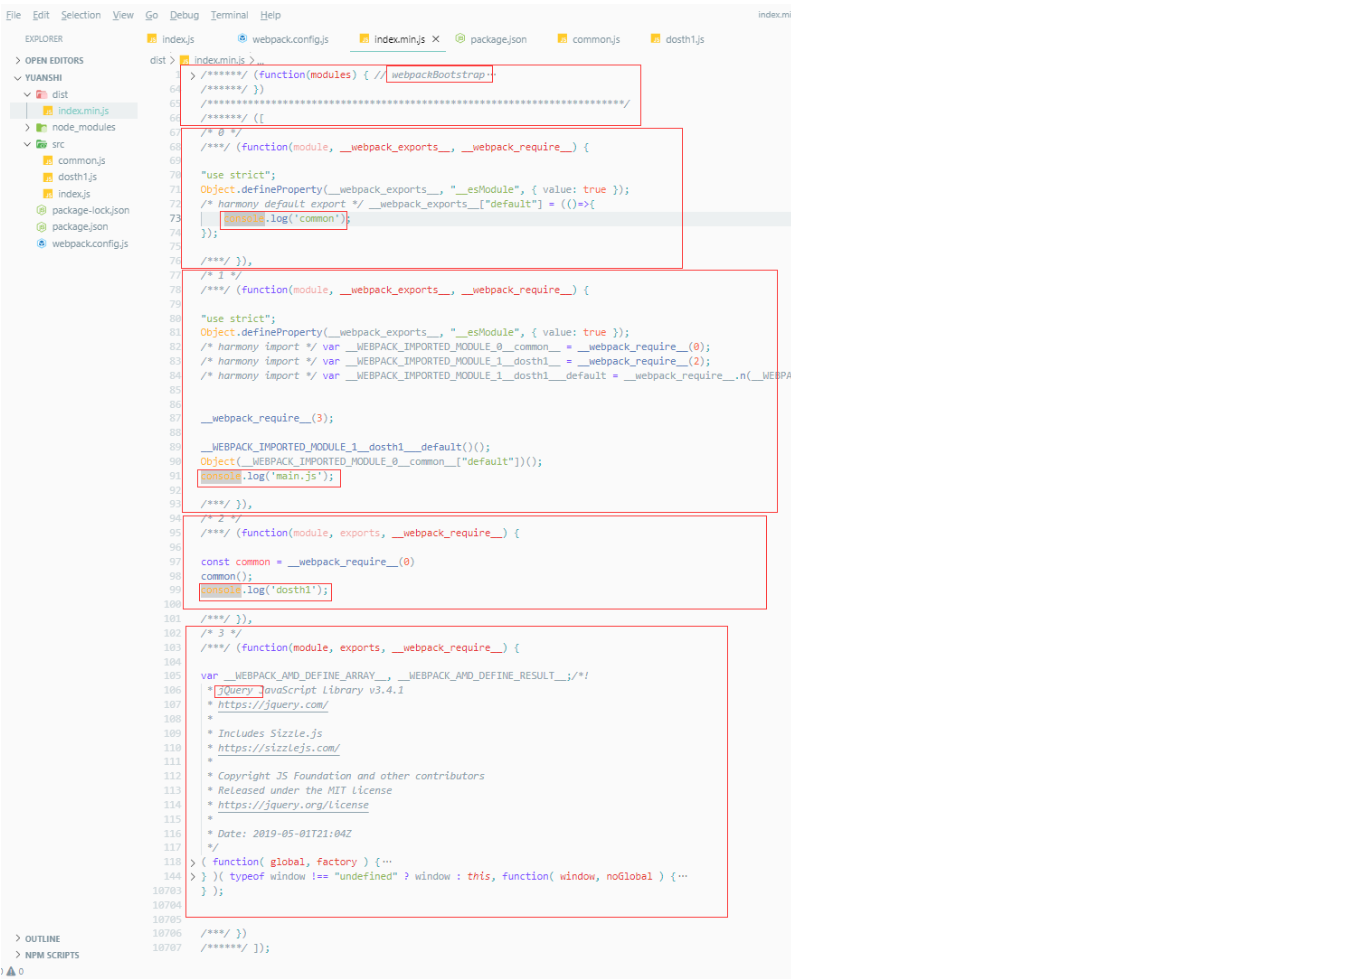 File Edit Selection View Go Debug Terminal Help
index.mi
EXPLORER
index.js webpack.config.js index.min.js × package.json common.js dosth1.js
OPEN EDITORS
YUANSHI
dist
index.min.js
node_modules
src
common.js
dosth1.js
index.js
package-lock.json
package.json
webpack.config.js
OUTLINE
NPM SCRIPTS
0
dist > index.min.js > ...
1 /******/ (function(modules) { // webpackBootstrap…
64 /******/ })
65 /************************************************************************/
66 /******/ ([
67 /* 0 */
68 /***/ (function(module, __webpack_exports__, __webpack_require__) {
69
70 "use strict";
71 Object.defineProperty(__webpack_exports__, "__esModule", { value: true });
72 /* harmony default export */ __webpack_exports__["default"] = (()=>{
73 console.log('common');
74 });
75
76 /***/ }),
77 /* 1 */
78 /***/ (function(module, __webpack_exports__, __webpack_require__) {
79
80 "use strict";
81 Object.defineProperty(__webpack_exports__, "__esModule", { value: true });
82 /* harmony import */ var __WEBPACK_IMPORTED_MODULE_0__common__ = __webpack_require__(0);
83 /* harmony import */ var __WEBPACK_IMPORTED_MODULE_1__dosth1__ = __webpack_require__(2);
84 /* harmony import */ var __WEBPACK_IMPORTED_MODULE_1__dosth1___default = __webpack_require__.n(__WEBPA
85
86
87 __webpack_require__(3);
88
89 __WEBPACK_IMPORTED_MODULE_1__dosth1___default()();
90 Object(__WEBPACK_IMPORTED_MODULE_0__common__["default"])();
91 console.log('main.js');
92
93 /***/ }),
94 /* 2 */
95 /***/ (function(module, exports, __webpack_require__) {
96
97 const common = __webpack_require__(0)
98 common();
99 console.log('dosth1');
100
101 /***/ }),
102 /* 3 */
103 /***/ (function(module, exports, __webpack_require__) {
104
105 var __WEBPACK_AMD_DEFINE_ARRAY__, __WEBPACK_AMD_DEFINE_RESULT__;/*!
106 * jQuery JavaScript Library v3.4.1
107 * https://jquery.com/
108 *
109 * Includes Sizzle.js
110 * https://sizzlejs.com/
111 *
112 * Copyright JS Foundation and other contributors
113 * Released under the MIT license
114 * https://jquery.org/license
115 *
116 * Date: 2019-05-01T21:04Z
117 */
118 ( function( global, factory ) {…
144 } )( typeof window !== "undefined" ? window : this, function( window, noGlobal ) {…
10703 } );
10704
10705
10706 /***/ })
10707 /******/ ]);